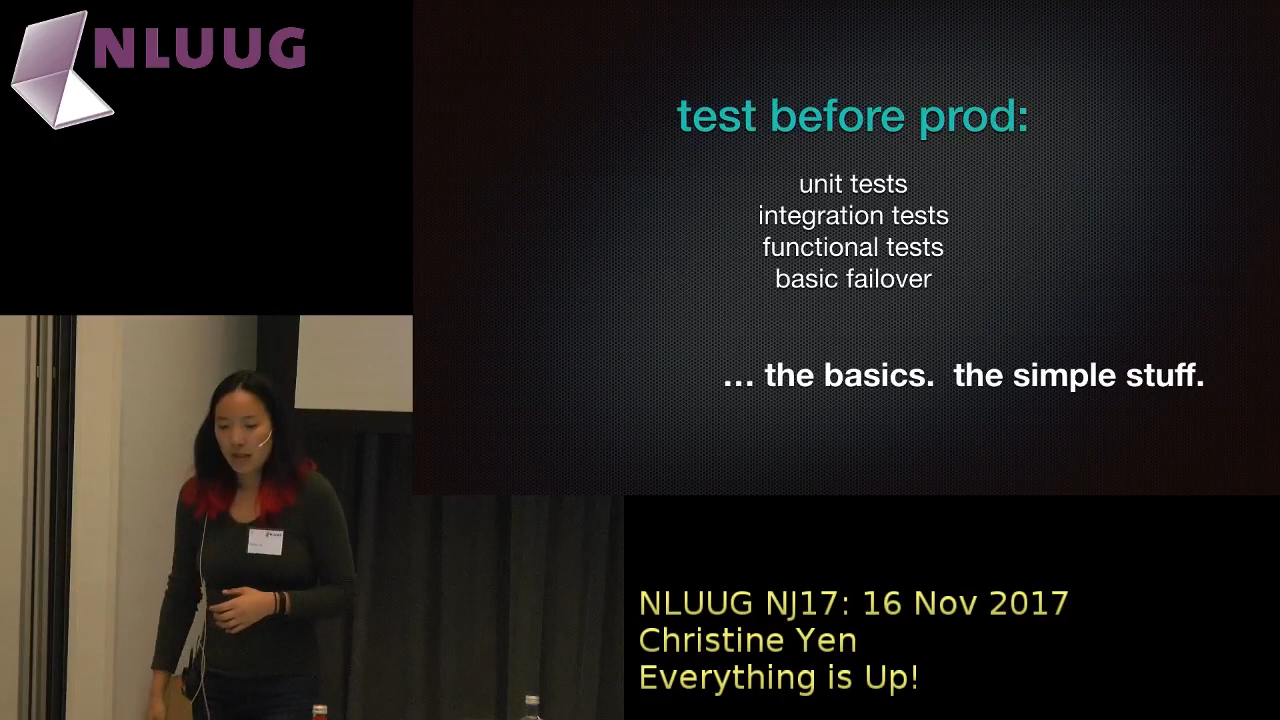 NLUUG
test before prod:
unit tests
integration tests
functional tests
basic failover
... the basics.  the simple stuff.
NLUUG NJ17: 16 Nov 2017
Christine Yen
Everything is Up!